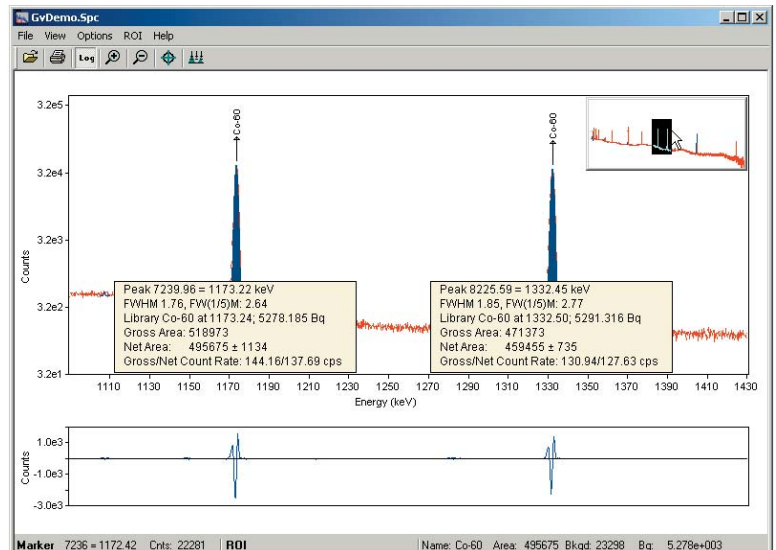 GvDemo.Spc
File View Options ROI Help
Log
3.2e5
3.2e4
3.2e3
3.2e2
3.2e1
Counts
Co-60
Co-60
Peak 7239.96 = 1173.22 keV
FWHM 1.76, FW(1/5)M: 2.64
Library Co-60 at 1173.24; 5278.185 Bq
Gross Area: 518973
Net Area: 495675 ± 1134
Gross/Net Count Rate: 144.16/137.69 cps
Peak 8225.59 = 1332.45 keV
FWHM 1.85, FW(1/5)M: 2.77
Library Co-60 at 1332.50; 5291.316 Bq
Gross Area: 471373
Net Area: 459455 ± 735
Gross/Net Count Rate: 130.94/127.63 cps
1110 1130 1150 1170 1190 1210 1230 1250 1270 1290 1310 1330 1350 1370 1390 1410 1430
Energy (keV)
1.0e3
-1.0e3
-3.0e3
Counts
Marker 7236 = 1172.42 Cnts: 22281 ROI Name: Co-60 Area: 495675 Bkgd: 23298 Bq: 5.278e+003